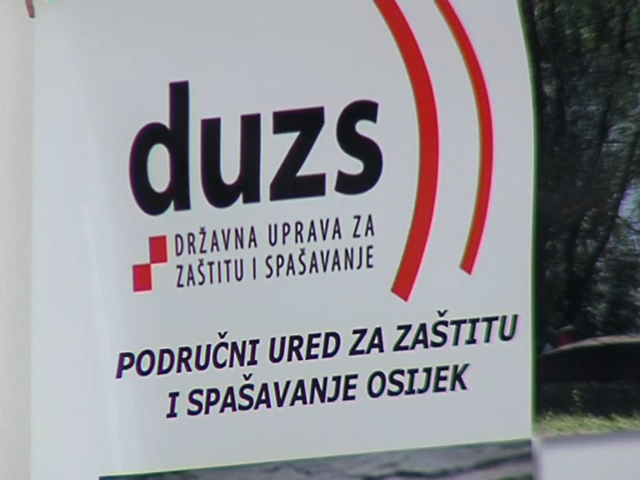 duzs
DRŽAVNA UPRAVA ZA
ZAŠTITU I SPAŠAVANJE
PODRUČNI URED ZA ZAŠTITU
I SPAŠAVANJE OSIJEK